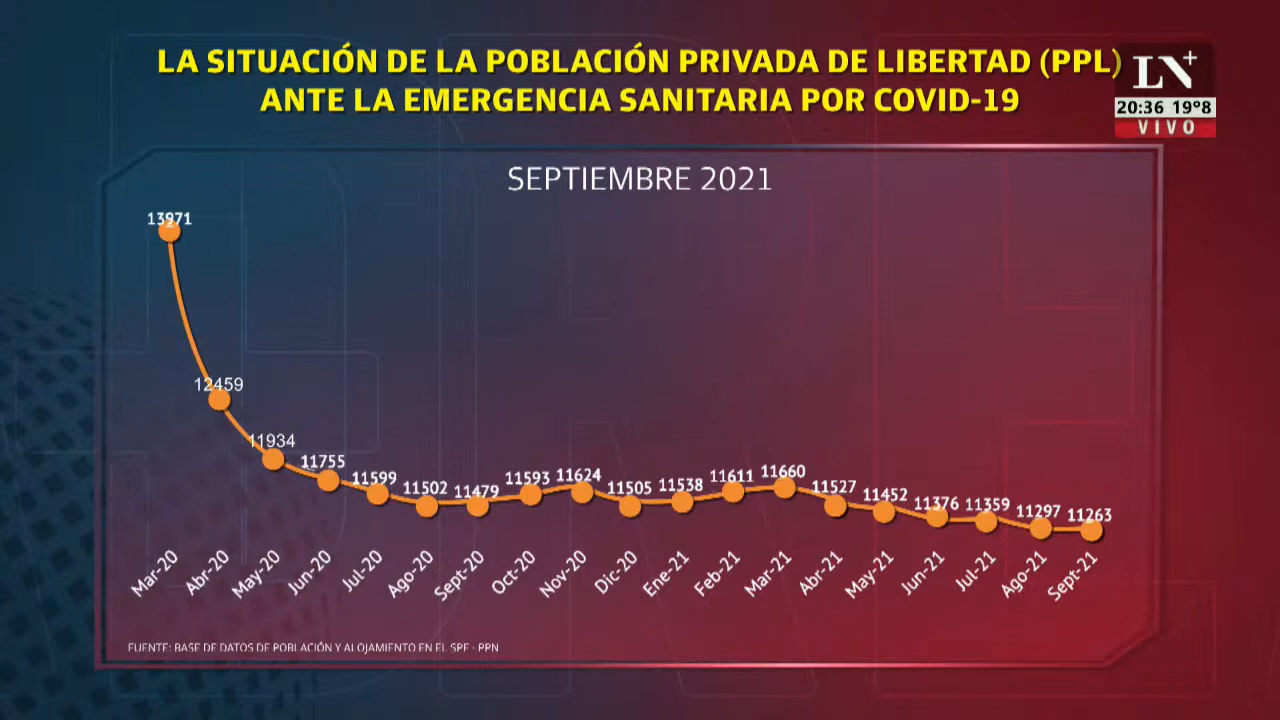 LA SITUACIÓN DE LA POBLACIÓN PRIVADA DE LIBERTAD (PPL)
ANTE LA EMERGENCIA SANITARIA POR COVID-19
LN+
20:36 19°8
VIVO
SEPTIEMBRE 2021
13971
12459
11934
11755
11599
11502
11479
11593
11624
11505
11538
11611
11660
11527
11452
11376
11359
11297
11263
Mar-20
Abr-20
May-20
Jun-20
Jul-20
Ago-20
Sept-20
Oct-20
Nov-20
Dic-20
Ene-21
Feb-21
Mar-21
Abr-21
May-21
Jun-21
Jul-21
Ago-21
Sept-21
FUENTE: BASE DE DATOS DE POBLACIÓN Y ALOJAMIENTO EN EL SPF - PPN